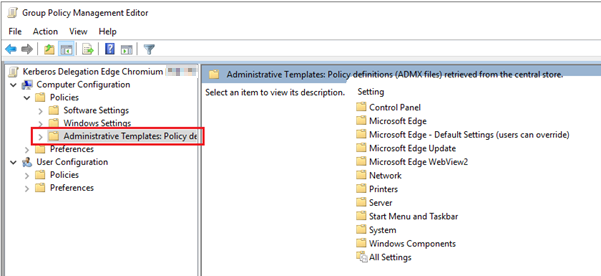 Group Policy Management Editor
File Action View Help
Kerberos Delegation Edge Chromium
Computer Configuration
Policies
Software Settings
Windows Settings
Administrative Templates: Policy de
Preferences
User Configuration
Policies
Preferences
Administrative Templates: Policy definitions (ADMX files) retrieved from the central store.
Select an item to view its description.
Setting
Control Panel
Microsoft Edge
Microsoft Edge - Default Settings (users can override)
Microsoft Edge Update
Microsoft Edge WebView2
Network
Printers
Server
Start Menu and Taskbar
System
Windows Components
All Settings